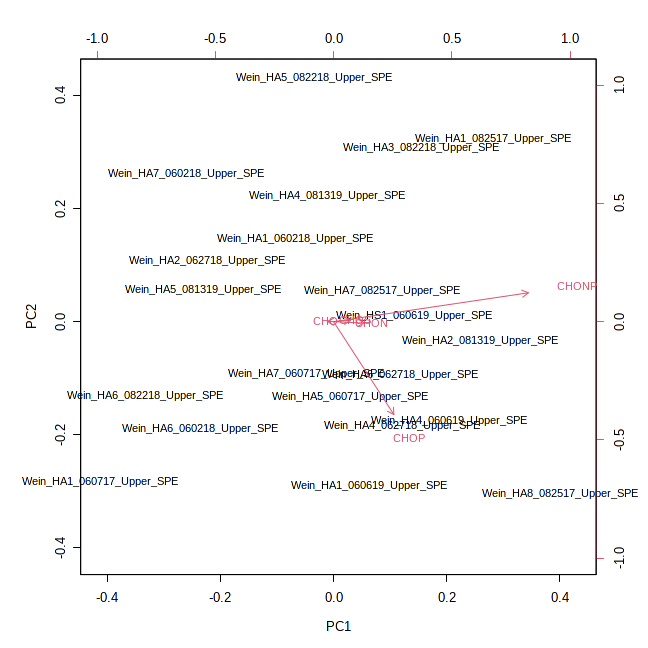 -1.0 -0.5 0.0 0.5 1.0
Wein_HA5_082218_Upper_SPE
1.0
0.4
Wein_HA1_082517_Upper_SPE
Wein_HA3_082218_Upper_SPE
Wein_HA7_060218_Upper_SPE
Wein_HA4_081319_Upper_SPE
0.5
0.2
Wein_HA1_060218_Upper_SPE
Wein_HA2_062718_Upper_SPE
Wein_HA5_081319_Upper_SPE
Wein_HA7_082517_Upper_SPE
CHONP
Wein_HS1_060619_Upper_SPE
PC2
0.0
CHON
0.0
Wein_HA2_081319_Upper_SPE
Wein_HA7_060717_Upper_SPE
062718_Upper_SPE
Wein_HA6_082218_Upper_SPE
Wein_HA5_060717_Upper_SPE
Wein_HA4_060619_Upper_SPE
Wein_HA4_062718_Upper_SPE
Wein_HA6_060218_Upper_SPE
-0.2
CHOP
-0.5
Wein_HA1_060717_Upper_SPE
Wein_HA1_060619_Upper_SPE
Wein_HA8_082517_Upper_SPE
-0.4
-1.0
-0.4 -0.2 0.0 0.2 0.4
PC1